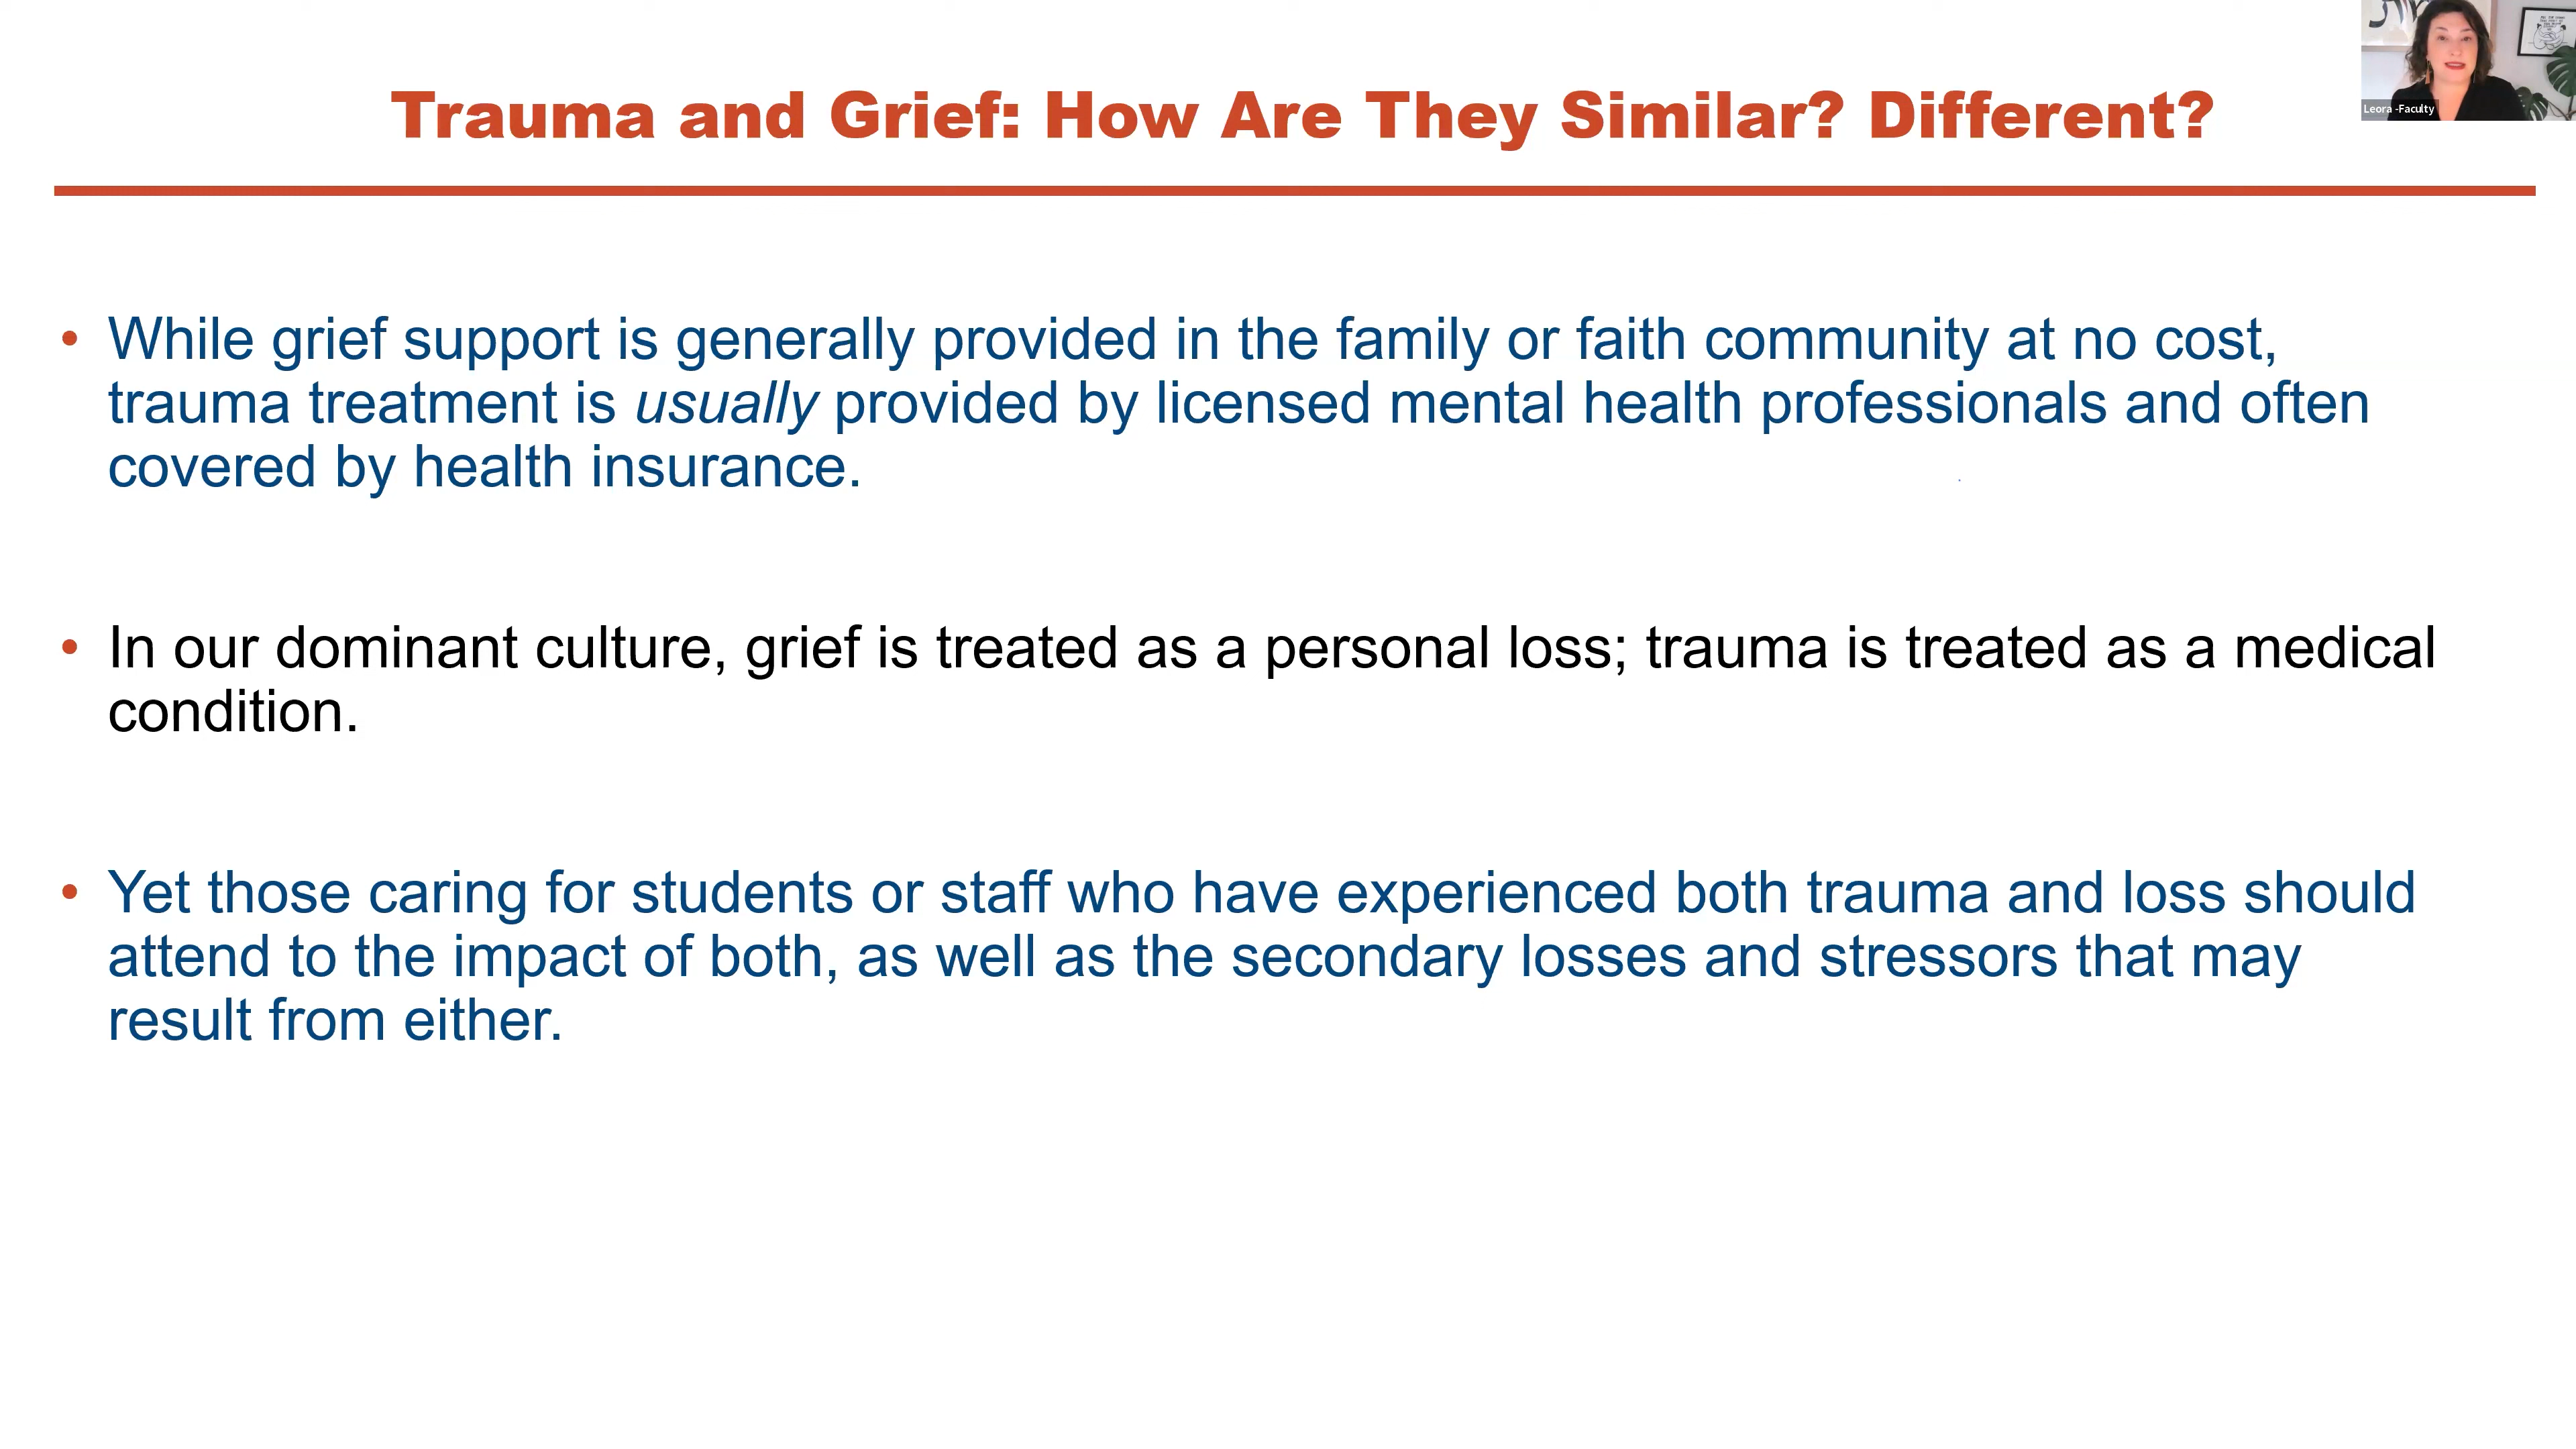 Trauma and Grief: How Are They Similar? Different?
Leora -Faculty
• While grief support is generally provided in the family or faith community at no cost,
trauma treatment is usually provided by licensed mental health professionals and often
covered by health insurance.
• In our dominant culture, grief is treated as a personal loss; trauma is treated as a medical
condition.
• Yet those caring for students or staff who have experienced both trauma and loss should
attend to the impact of both, as well as the secondary losses and stressors that may
result from either.